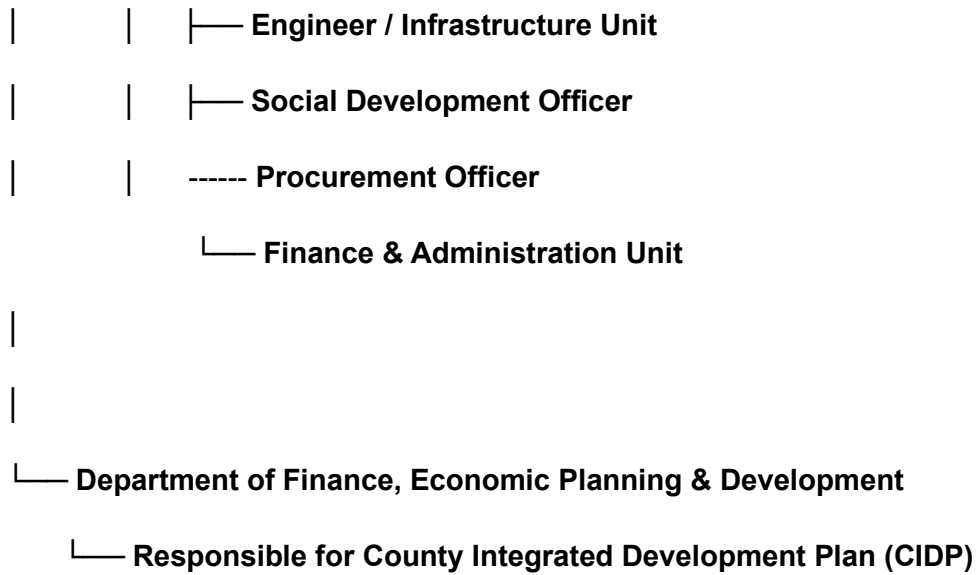 │ │ ├── Engineer / Infrastructure Unit
│ │ ├── Social Development Officer
│ │ ------ Procurement Officer
└── Finance & Administration Unit
│
│
└── Department of Finance, Economic Planning & Development
└── Responsible for County Integrated Development Plan (CIDP)